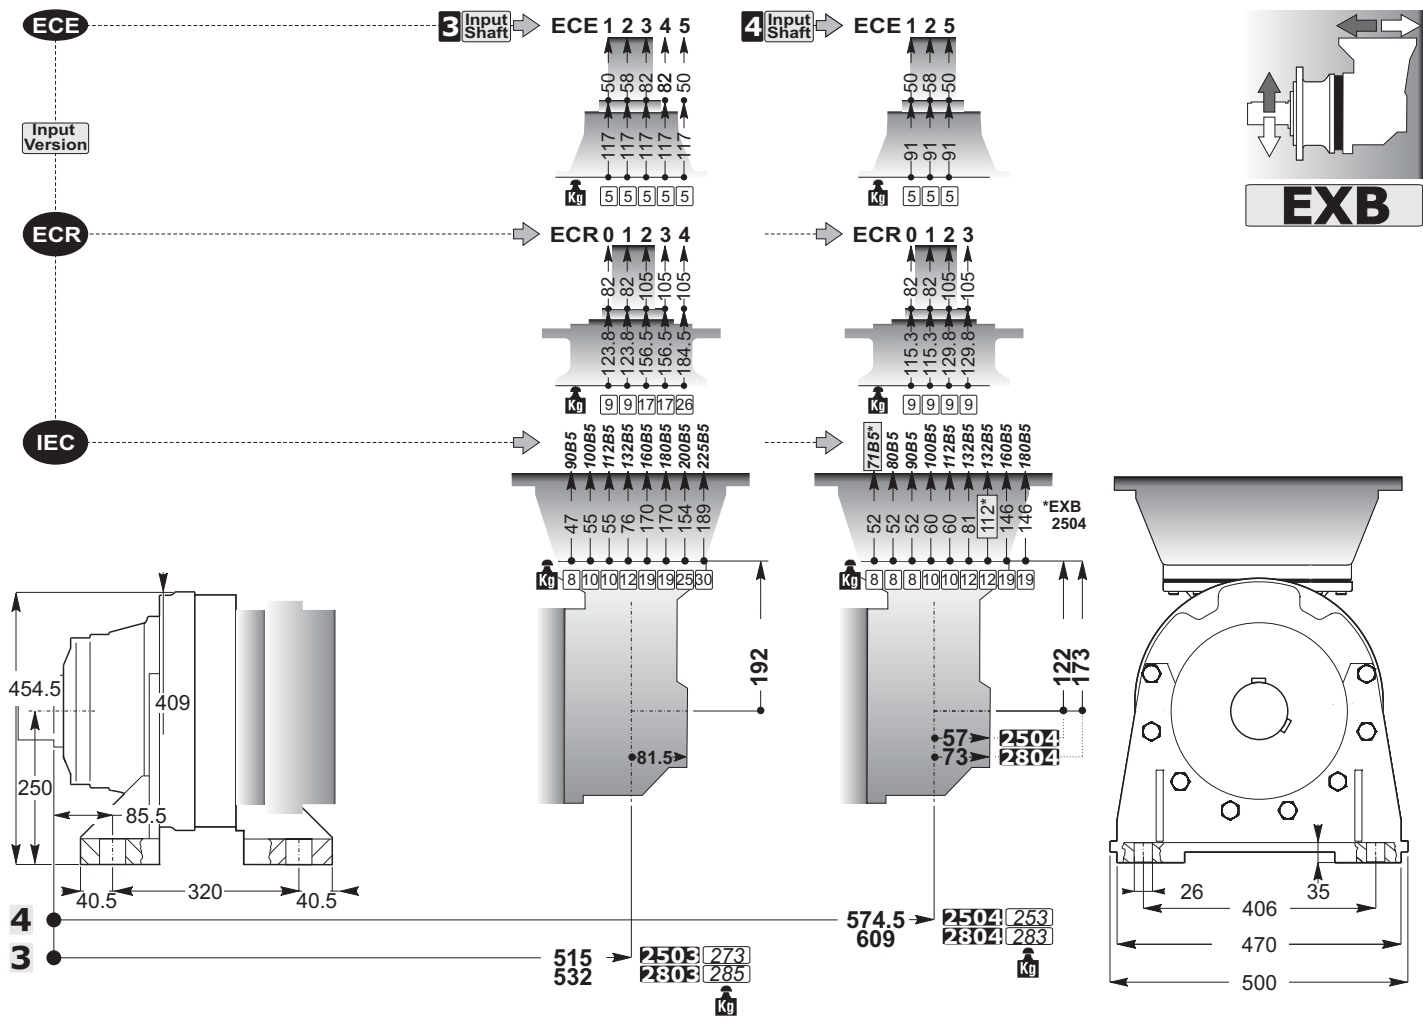 ECE
3 Input Shaft
ECE 1 2 3 4 5
4 Input Shaft
ECE 1 2 5
50 58 82 82 50
50 58 50
Input Version
117 117 117 117 117
91 91 91
Kg 5 5 5 5 5
Kg 5 5 5
EXB
ECR
ECR 0 1 2 3 4
ECR 0 1 2 3
82 82 105 105 105
82 82 105 105
123.8 123.8 156.5 156.5 184.5
115.3 115.3 129.8 129.8
Kg 9 9 17 17 26
Kg 9 9 9 9
IEC
90B5 100B5 112B5 132B5 160B5 180B5 200B5 225B5
71B5* 80B5 90B5 100B5 112B5 132B5 132B5 160B5 180B5
47 55 55 76 170 170 154 189
52 52 52 60 60 81 112* 146 146
*EXB
2504
Kg 8 10 10 12 19 19 25 30
Kg 8 8 8 10 10 12 12 19 19
192
122
173
454.5
409
250
85.5
81.5
57 2504
73 2804
40.5 320 40.5
26 35
406
470
500
4
574.5 2504 253
609 2804 283
Kg
3
515 2503 273
532 2803 285
Kg